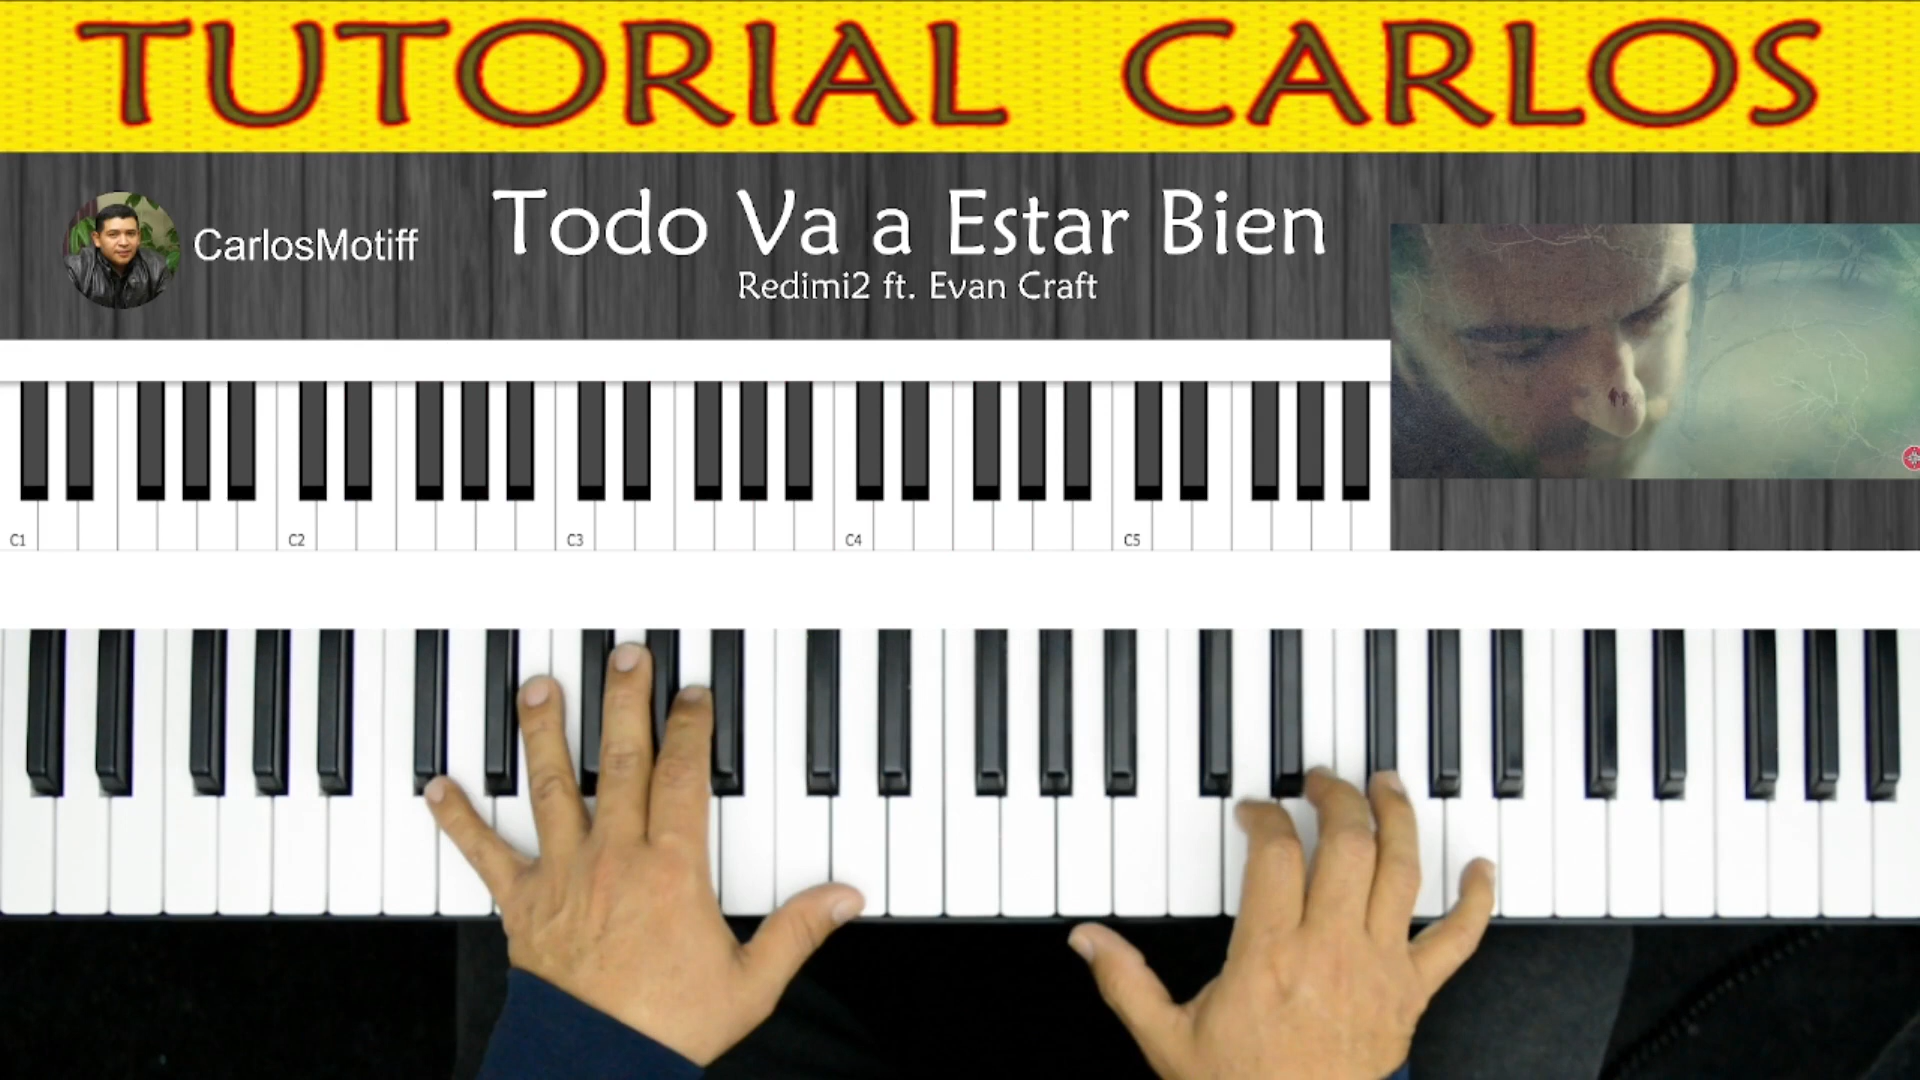 TUTORIAL CARLOS
CarlosMotiff
Todo Va a Estar Bien
Redimi2 ft. Evan Craft
C1 C2 C3 C4 C5